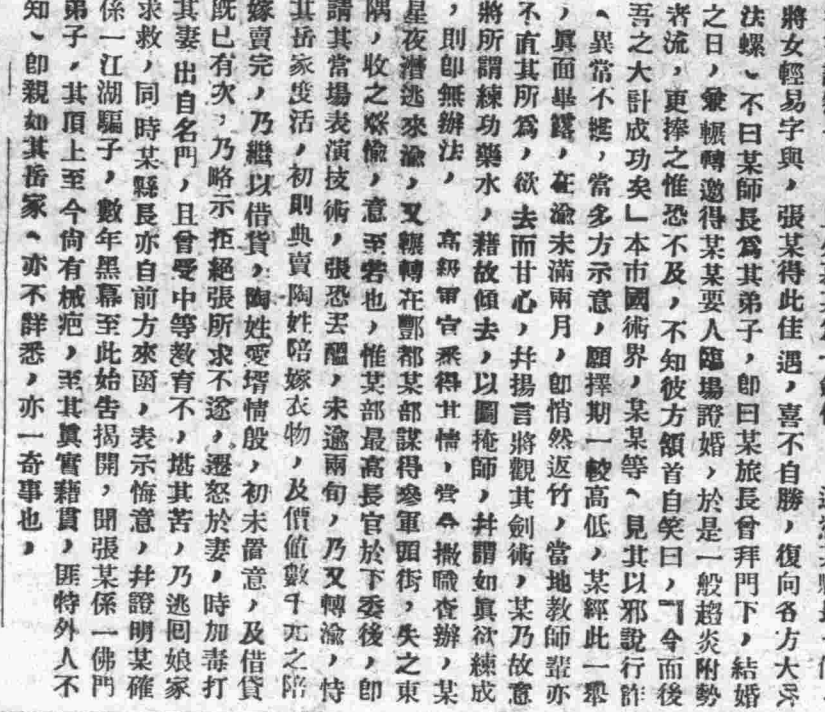 將女輕易字與，張某得此佳遇，喜不自勝，復向各方大吹
法螺、不曰某師長爲其弟子，卽曰某旅長曾拜門下，結婚
之日，兼輾轉邀得某某要人臨場證婚，於是一般趨炎附勢
者流，更捧之惟恐不及，不知彼方頷首自笑曰，「今而後
吾之大計成功矣」本市國術界，某某等、見其以邪說行詐
、異常不憤，當多方示意，願擇期一較高低，某經此一舉
，眞面畢露，在渝未滿兩月，卽悄然返竹，當地教師輩亦
不直其所爲，欲去而甘心，幷揚言將觀其劍術，某乃故意
將所謂練功藥水，藉故傾去，以圖掩師，幷謂如眞欲練成
，則卽無辦法， 高級軍官悉得其情，當令撤職查辦，某
星夜潛逃來渝，又輾轉在酆都某部謀得參軍頭銜，失之東
隅，收之桑榆，意至若也，惟某部最高長官於下委後，卽
請其當場表演技術，張恐丟醜，未逾兩旬，乃又轉渝，恃
其岳家度活，初則典賣陶姓陪嫁衣物，及價值數千元之陪
嫁賣完，乃繼以借貸，陶姓愛壻情殷，初未置意，及借貸
旣已有次，乃略示拒絕張所求不遂，遷怒於妻，時加毒打
其妻出自名門，且曾受中等教育不，堪其苦，乃逃回娘家
求救，同時某縣長亦自前方來函，表示悔意，幷證明某確
係一江湖騙子，數年黑幕至此始告揭開，聞張某係一佛門
弟子，其頂上至今尙有械疤，至其眞實籍貫，匪特外人不
知、卽親如其岳家、亦不詳悉，亦一奇事也，